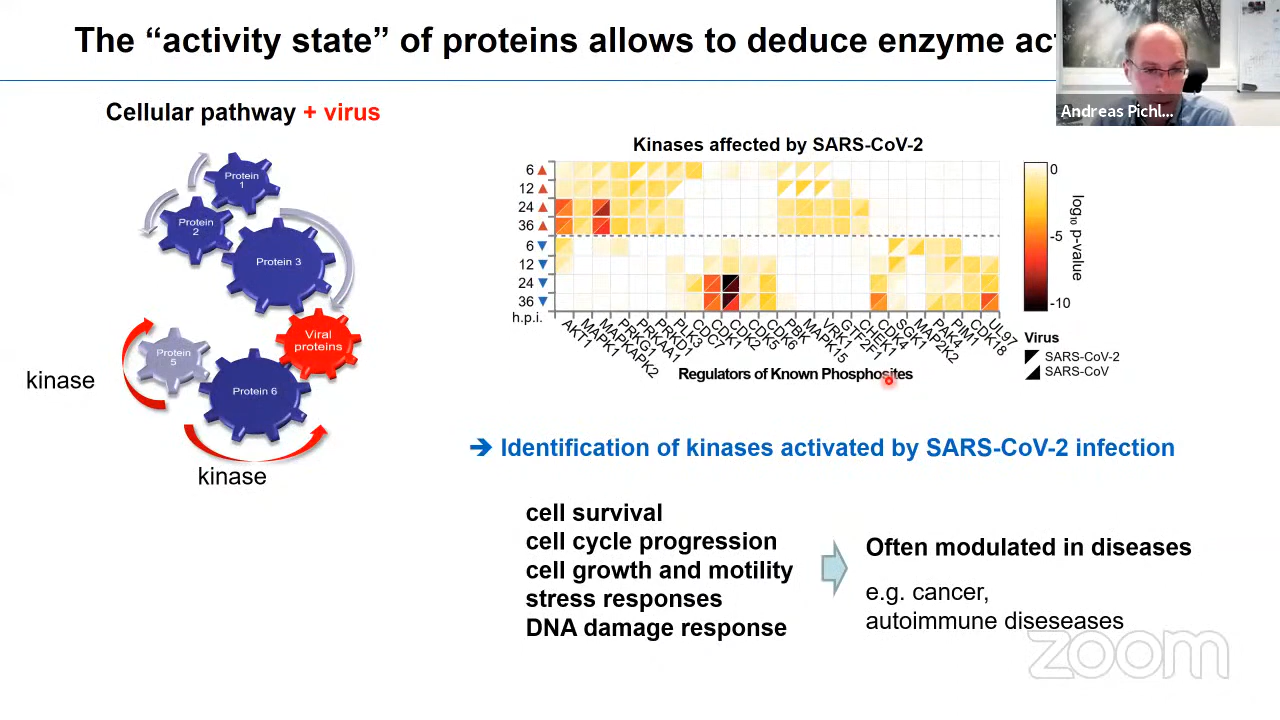 The “activity state” of proteins allows to deduce enzyme act
Andreas Pichl...
Cellular pathway + virus
Protein
1
Protein
2
Protein 3
Viral
proteins
Protein
5
Protein 6
kinase
kinase
Kinases affected by SARS-CoV-2
6
12
24
36
6
12
24
36
h.p.i.
AKT1
MAPK1
MAPKAPK2
PRKG1
PRKAA1
PRKD1
PLK3
CDC7
CDK1
CDK2
CDK5
CDK6
PBK
MAPK15
VRK1
GTF2F1
CHEK1
CDK4
SGK1
MAP2K2
PAK4
PIM1
CDK18
UL97
Regulators of Known Phosphosites
0
-5
-10
log₁₀ p-value
Virus
SARS-CoV-2
SARS-CoV
➔ Identification of kinases activated by SARS-CoV-2 infection
cell survival
cell cycle progression
cell growth and motility
stress responses
DNA damage response
Often modulated in diseases
e.g. cancer,
autoimmune diseseases
zoom